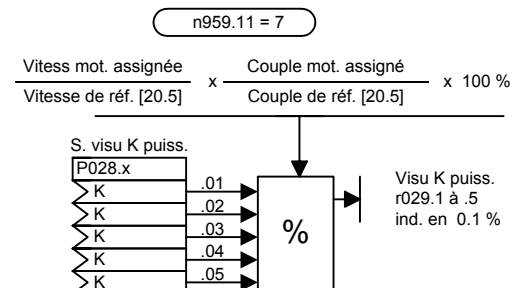 n959.11 = 7
Vitess mot. assignée
Vitesse de réf. [20.5]
x
Couple mot. assigné
Couple de réf. [20.5]
x 100 %
S. visu K puiss.
P028.x
K .01
K .02
K .03
K .04
K .05
%
Visu K puiss.
r029.1 à .5
ind. en 0.1 %